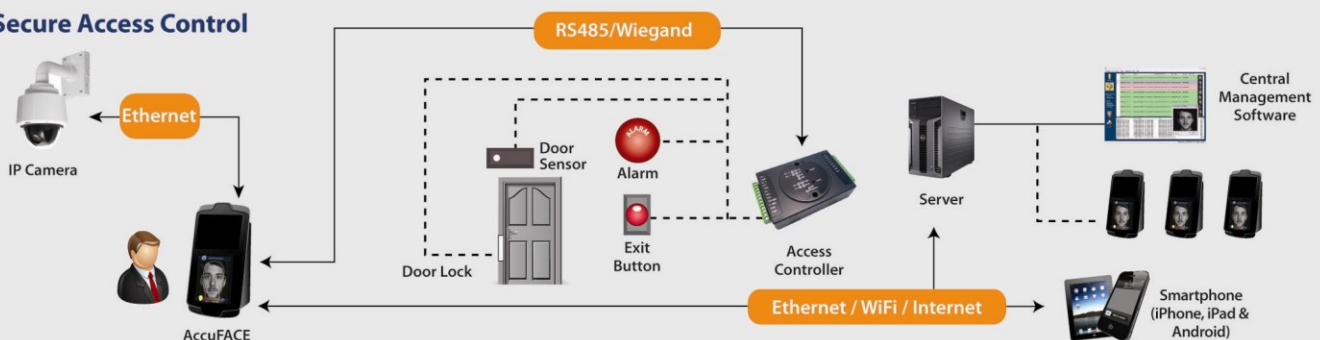 Secure Access Control
RS485/Wiegand
Ethernet
IP Camera
AccuFACE
Door
Sensor
ALARM
Alarm
Door Lock
Exit
Button
Access
Controller
Server
Central
Management
Software
Ethernet / WiFi / Internet
Smartphone
(iPhone, iPad &
Android)